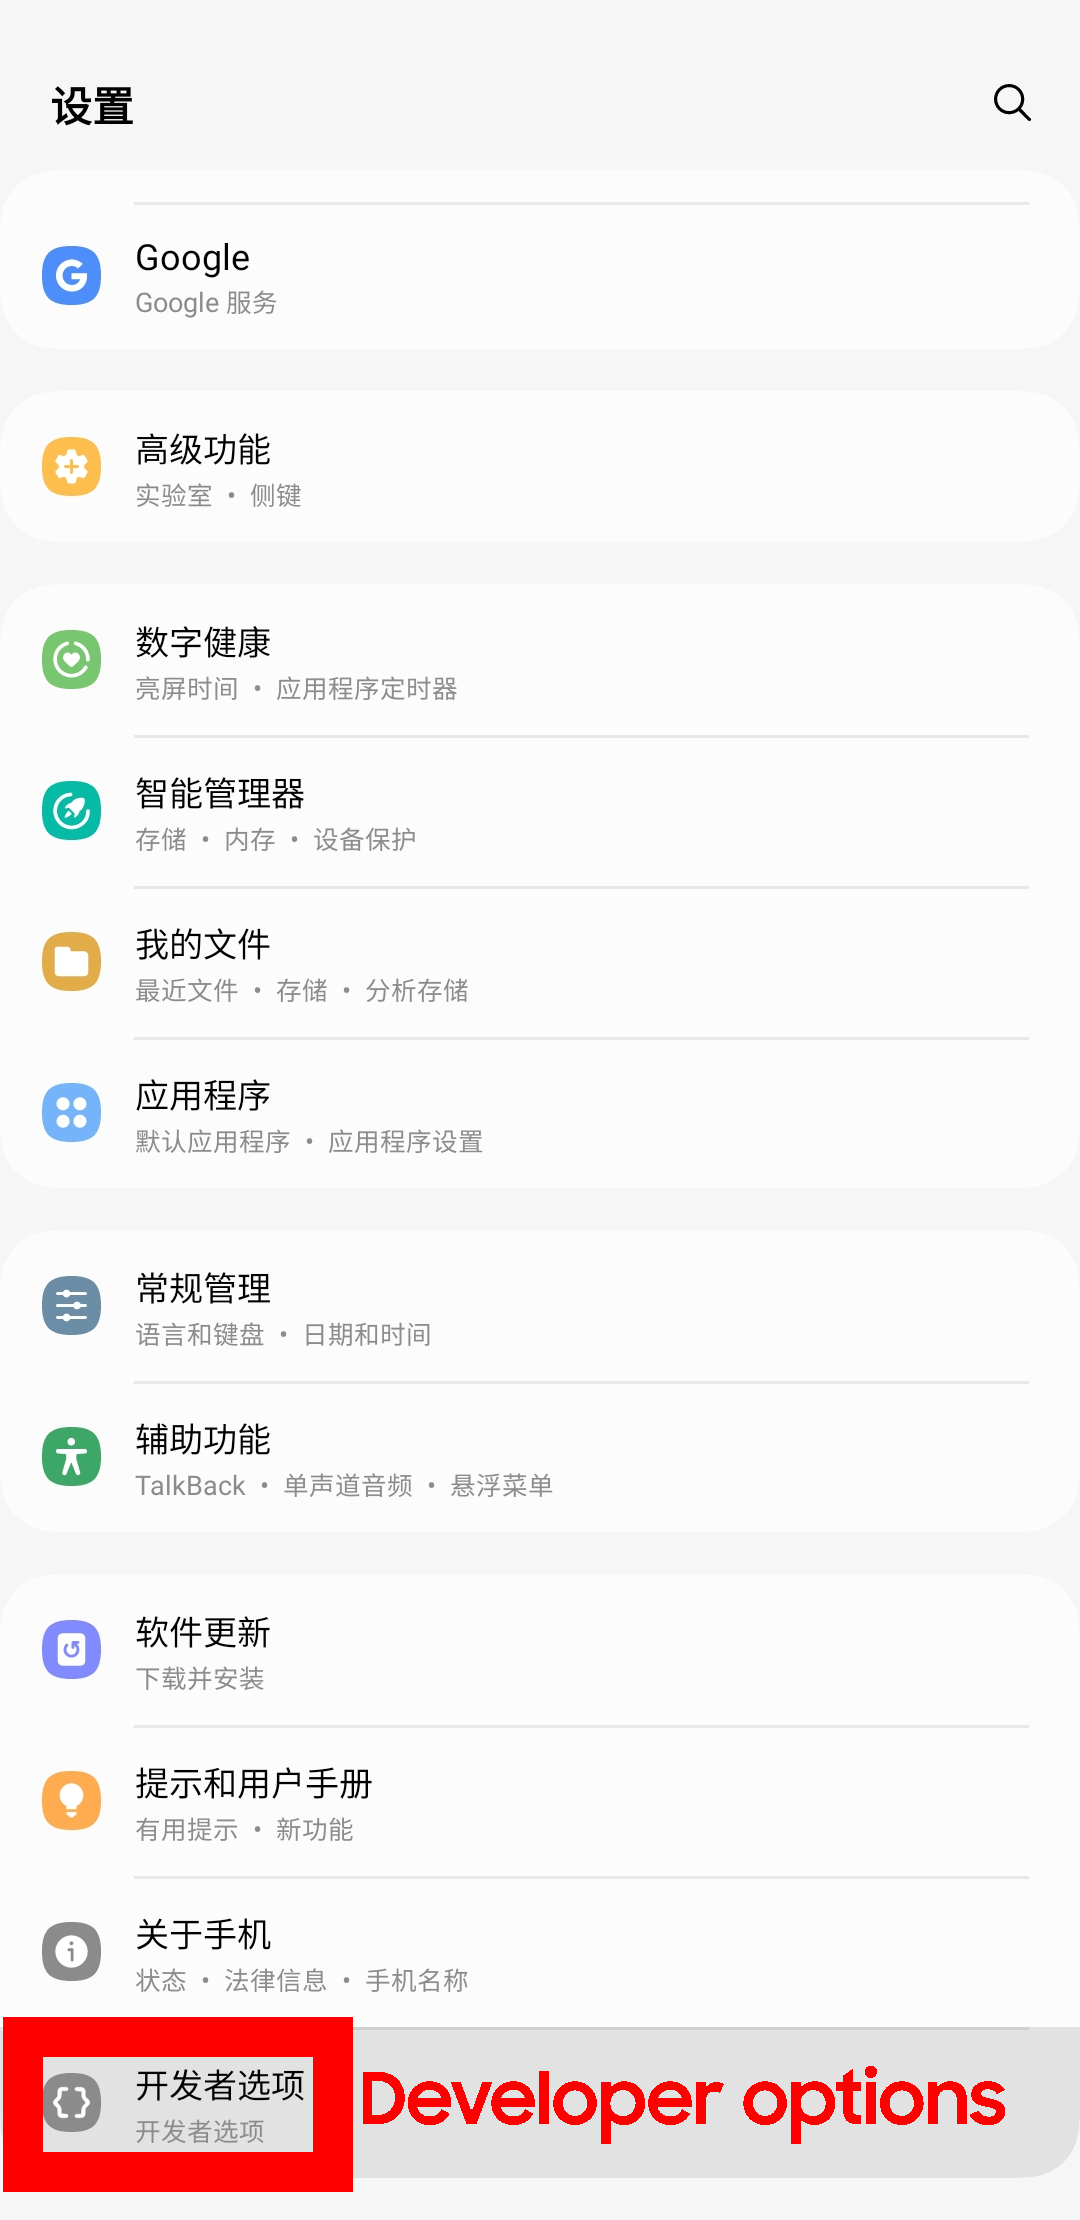 设置
Google
Google 服务
高级功能
实验室 • 侧键
数字健康
亮屏时间 • 应用程序定时器
智能管理器
存储 • 内存 • 设备保护
我的文件
最近文件 • 存储 • 分析存储
应用程序
默认应用程序 • 应用程序设置
常规管理
语言和键盘 • 日期和时间
辅助功能
TalkBack • 单声道音频 • 悬浮菜单
软件更新
下载并安装
提示和用户手册
有用提示 • 新功能
关于手机
状态 • 法律信息 • 手机名称
开发者选项
开发者选项
Developer options